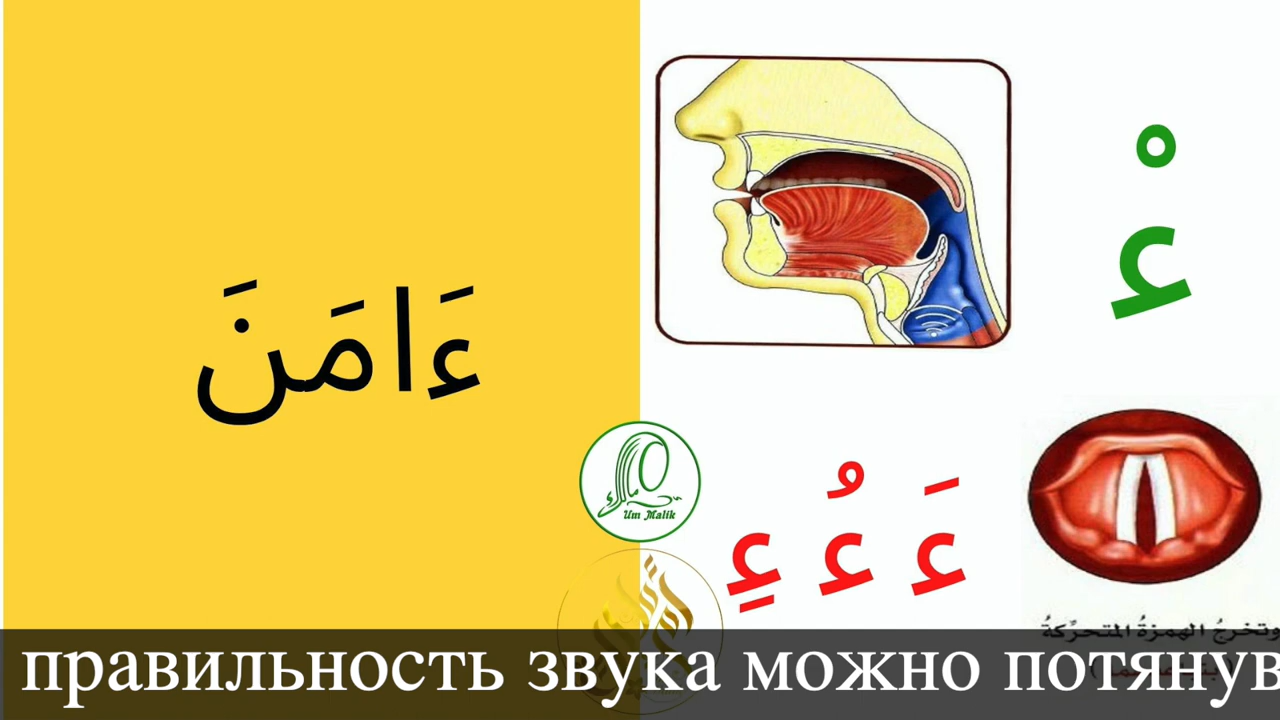 ءَامَنَ
ءْ
ءَ ءُ ءِ
Um Malik
وتخرجُ الهمزةُ المتحرِّكةُ
правильность звука можно потянув